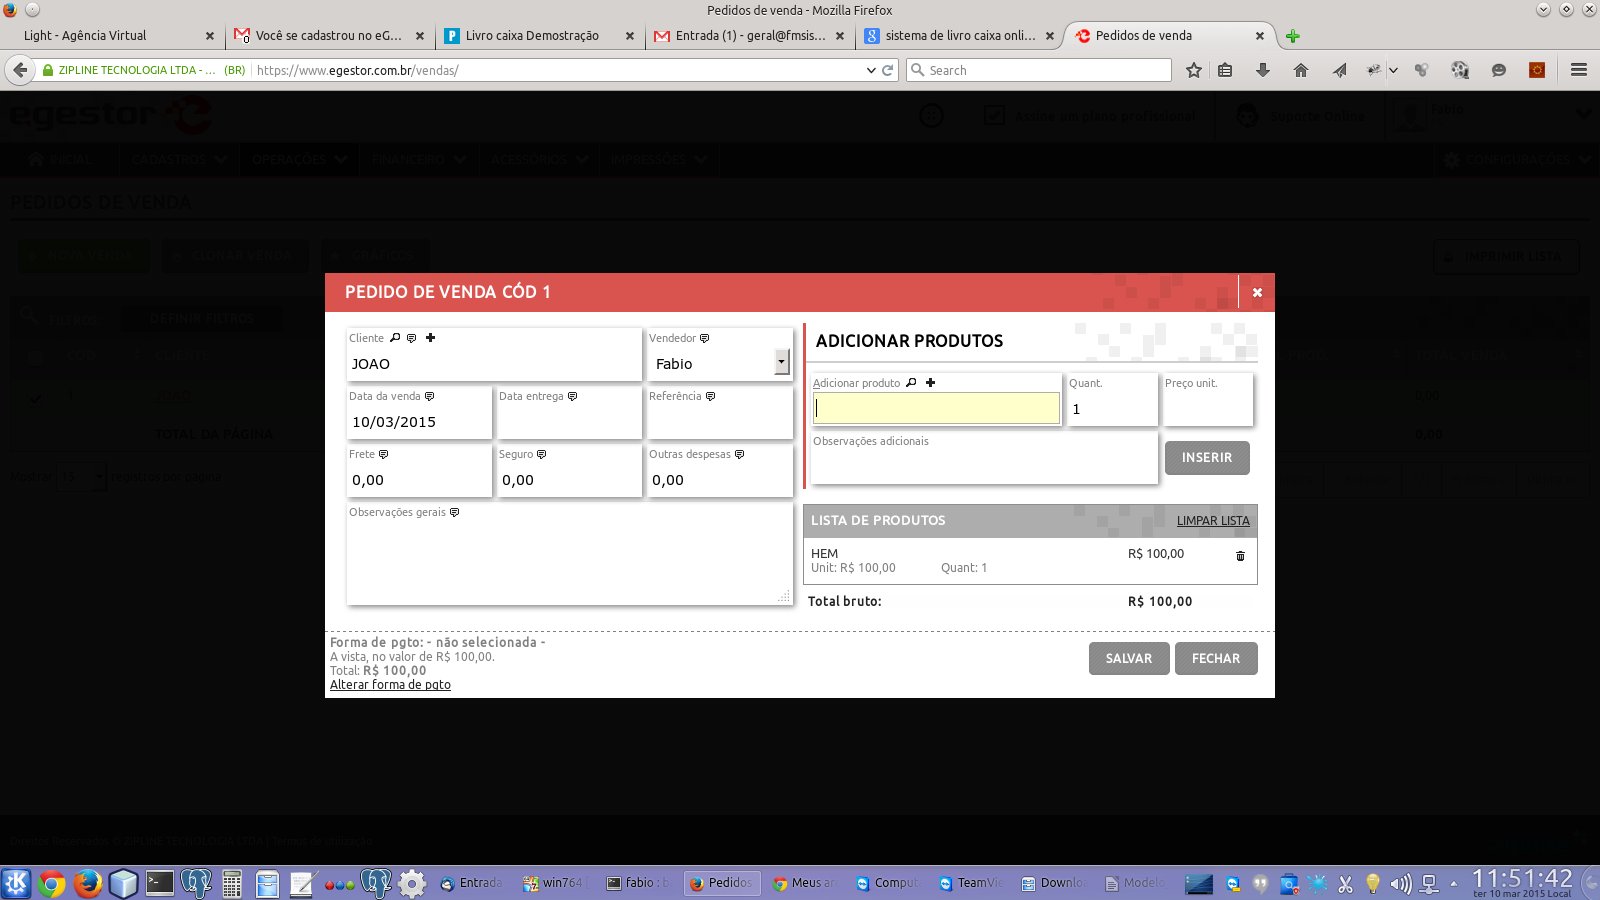 Pedidos de venda - Mozilla Firefox
Light - Agência Virtual
Você se cadastrou no eG...
Livro caixa Demostração
Entrada (1) - geral@fmsis...
sistema de livro caixa onli...
Pedidos de venda
ZIPLINE TECNOLOGIA LTDA - ... (BR)
https://www.egestor.com.br/vendas/
Search
egestor
Assine um plano profissional
Suporte Online
Fabio
INICIAL
CADASTROS
OPERAÇÕES
FINANCEIRO
ACESSÓRIOS
IMPRESSÕES
CONFIGURAÇÕES
PEDIDOS DE VENDA
NOVA VENDA
CLONAR VENDA
GRÁFICOS
IMPRIMIR LISTA
FILTROS:
DEFINIR FILTROS
CÓD
CLIENTE
TOTAL VENDA
1
JOAO
0,00
TOTAL DA PÁGINA
0,00
Mostrar 15 registros por página
PEDIDO DE VENDA CÓD 1
Cliente
JOAO
Vendedor
Fabio
Data da venda
10/03/2015
Data entrega
Referência
Frete
0,00
Seguro
0,00
Outras despesas
0,00
Observações gerais
ADICIONAR PRODUTOS
Adicionar produto
Quant.
1
Preço unit.
Observações adicionais
INSERIR
LISTA DE PRODUTOS
LIMPAR LISTA
HEM
R$ 100,00
Unit: R$ 100,00
Quant: 1
Total bruto:
R$ 100,00
Forma de pgto: - não selecionada -
A vista, no valor de R$ 100,00.
Total: R$ 100,00
Alterar forma de pgto
SALVAR
FECHAR
Direitos Reservados © ZIPLINE TECNOLOGIA LTDA | Termos de utilização
Entrada
win764
fabio : b
Pedidos
Meus ar
Comput
TeamVie
Downlo
Modelo
11:51:42
ter 10 mar 2015 Local